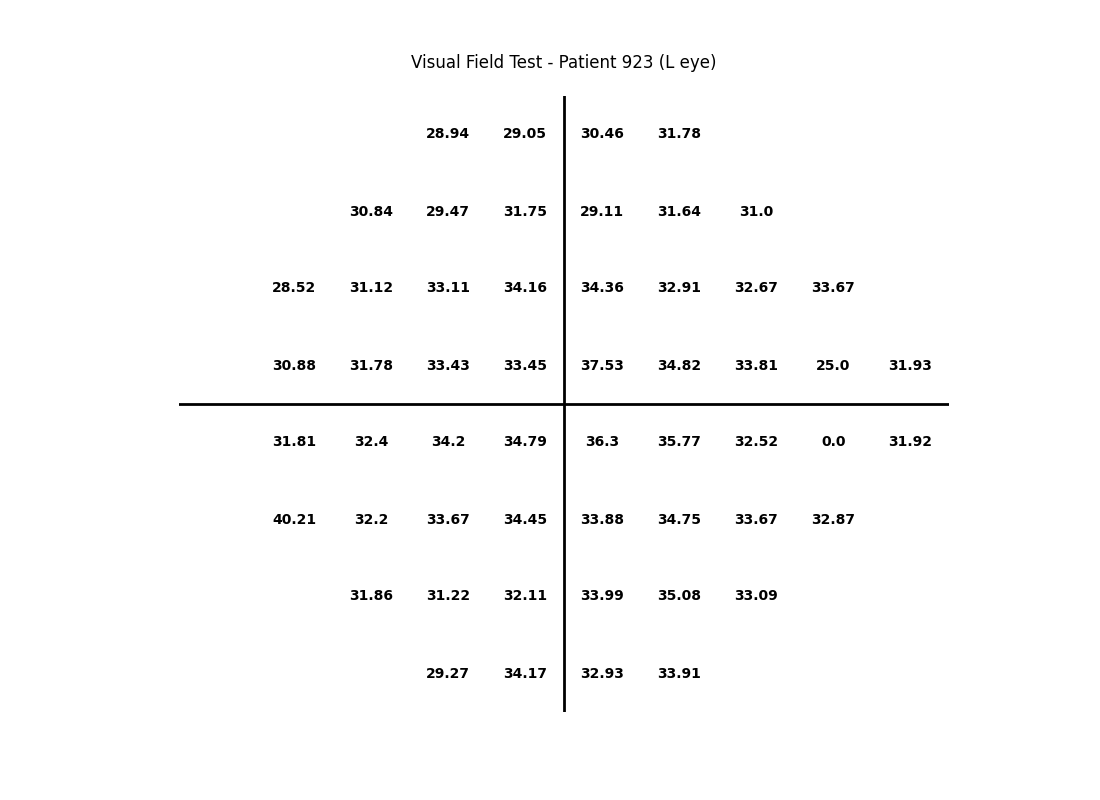 Visual Field Test - Patient 923 (L eye)
28.94 29.05 30.46 31.78
30.84 29.47 31.75 29.11 31.64 31.0
28.52 31.12 33.11 34.16 34.36 32.91 32.67 33.67
30.88 31.78 33.43 33.45 37.53 34.82 33.81 25.0 31.93
31.81 32.4 34.2 34.79 36.3 35.77 32.52 0.0 31.92
40.21 32.2 33.67 34.45 33.88 34.75 33.67 32.87
31.86 31.22 32.11 33.99 35.08 33.09
29.27 34.17 32.93 33.91